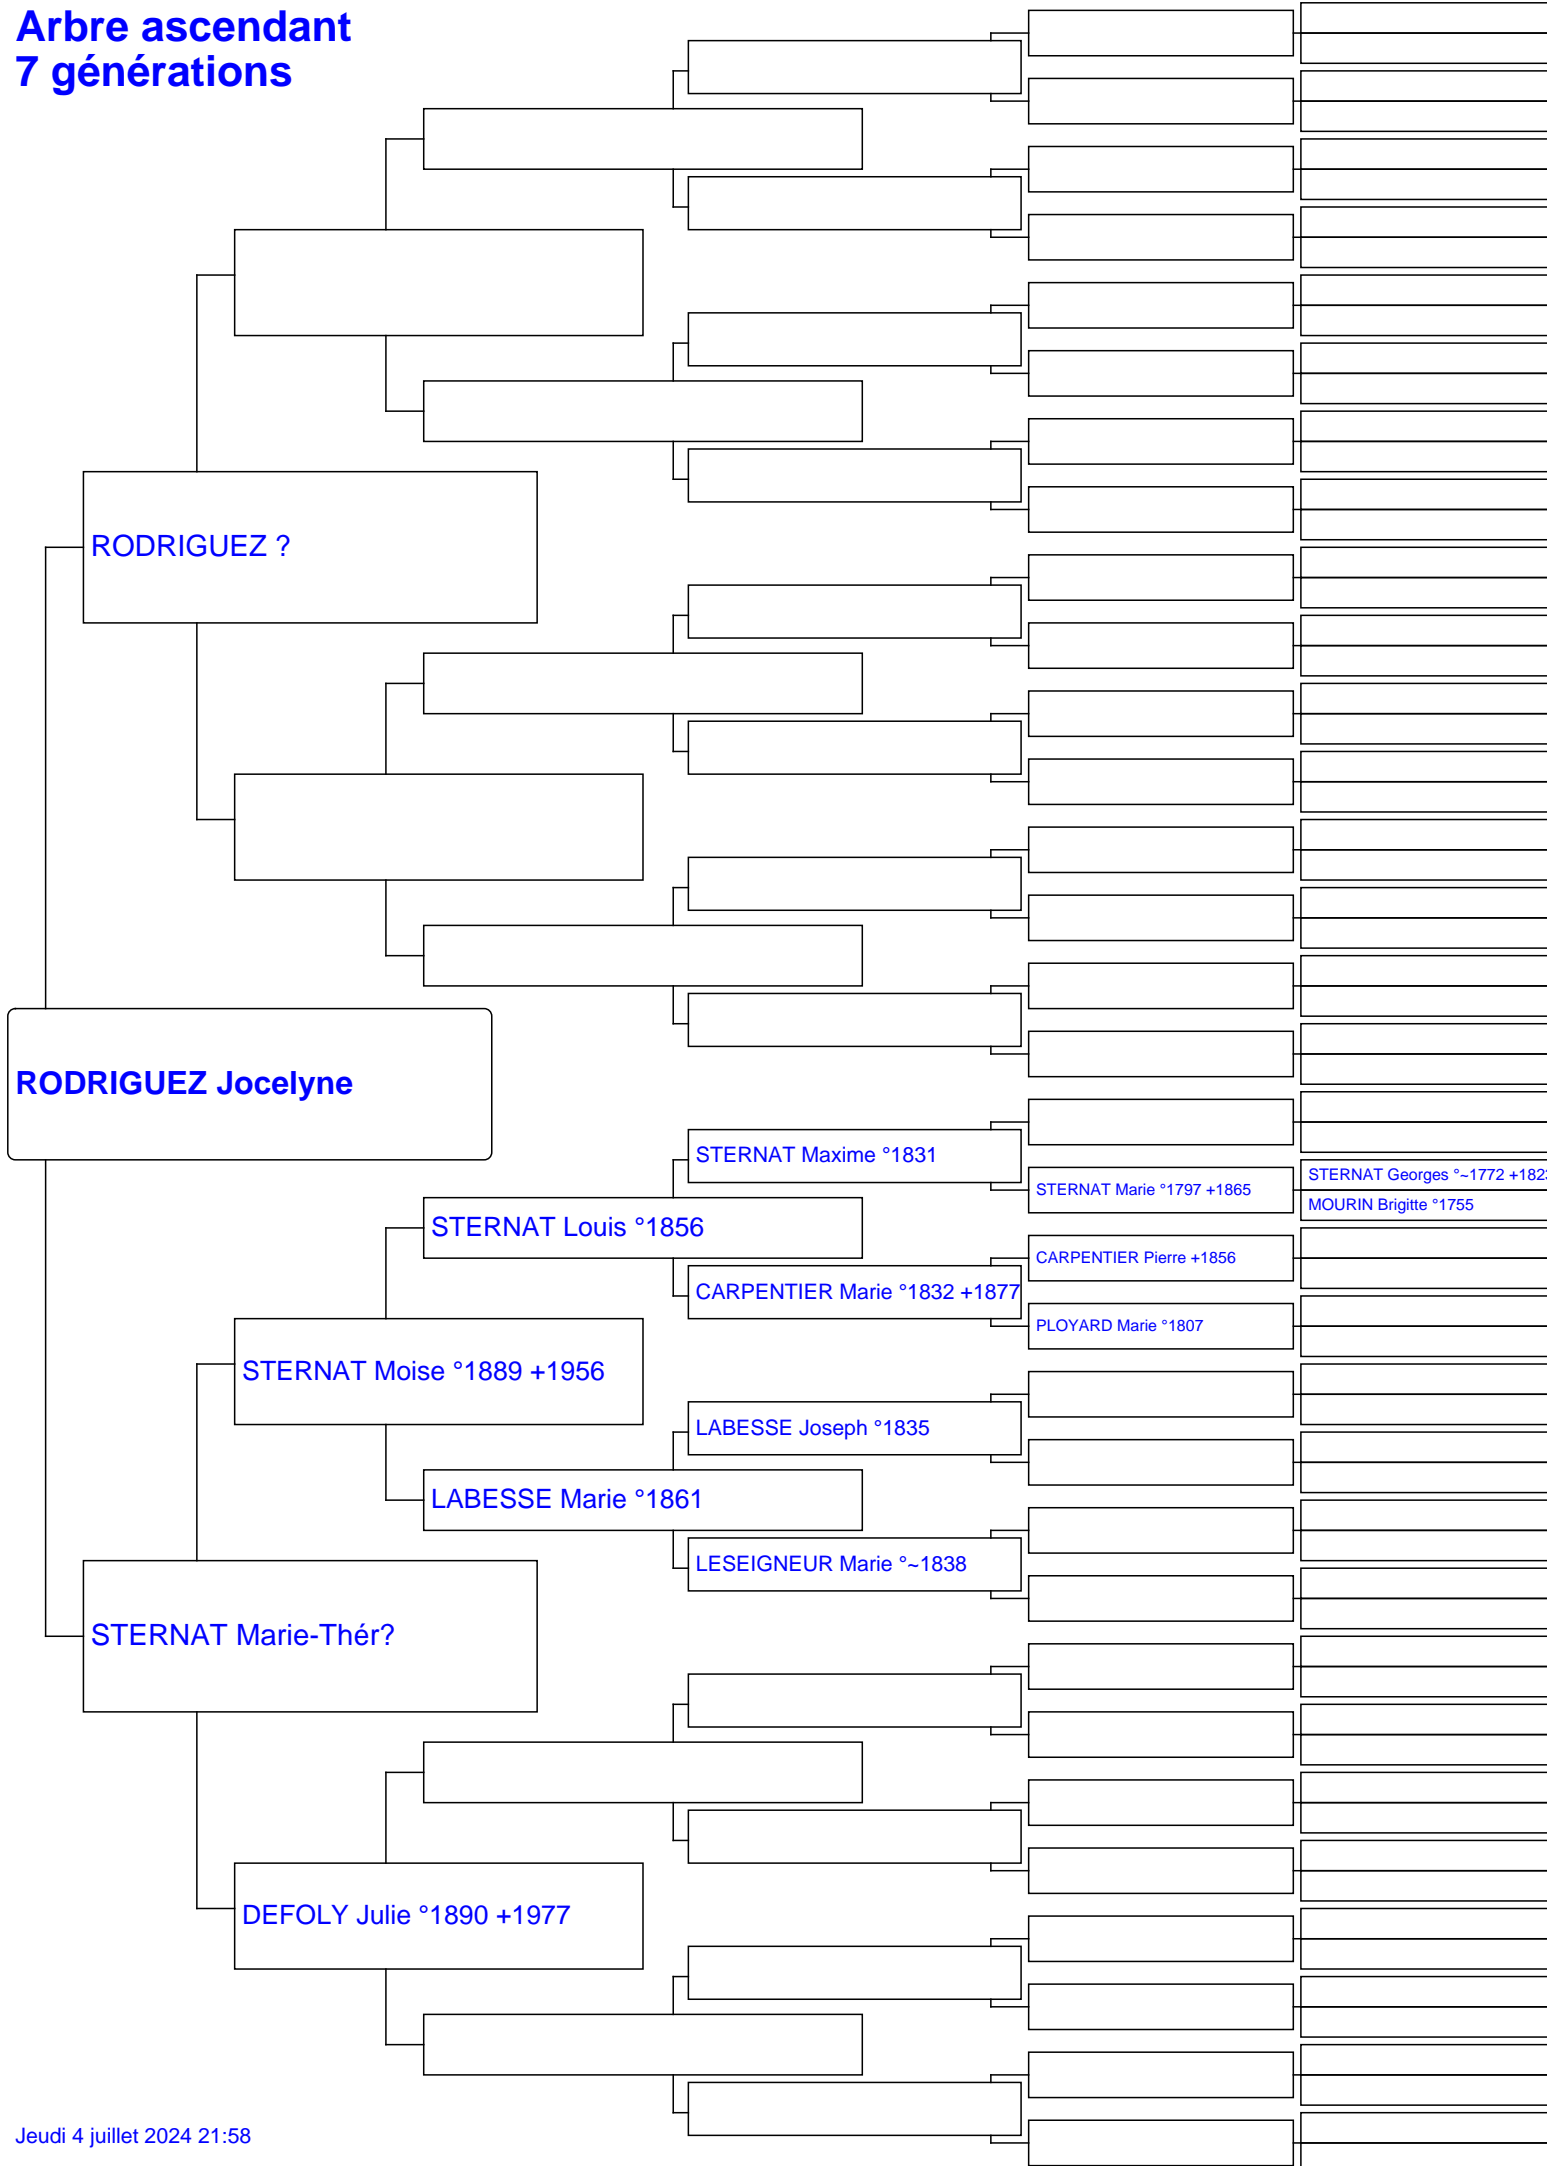 Arbre ascendant
7 générations
RODRIGUEZ ?
RODRIGUEZ Jocelyne
STERNAT Maxime °1831
STERNAT Marie °1797 +1865
STERNAT Georges °~1772 +1823
MOURIN Brigitte °1755
STERNAT Louis °1856
CARPENTIER Pierre +1856
CARPENTIER Marie °1832 +1877
PLOYARD Marie °1807
STERNAT Moise °1889 +1956
LABESSE Joseph °1835
LABESSE Marie °1861
LESEIGNEUR Marie °~1838
STERNAT Marie-Thér?
DEFOLY Julie °1890 +1977
Jeudi 4 juillet 2024 21:58